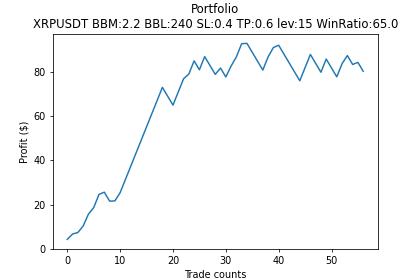 Portfolio
XRPUSDT BBM:2.2 BBL:240 SL:0.4 TP:0.6 lev:15 WinRatio:65.0
80
60
40
20
0
Profit ($)
0 10 20 30 40 50
Trade counts